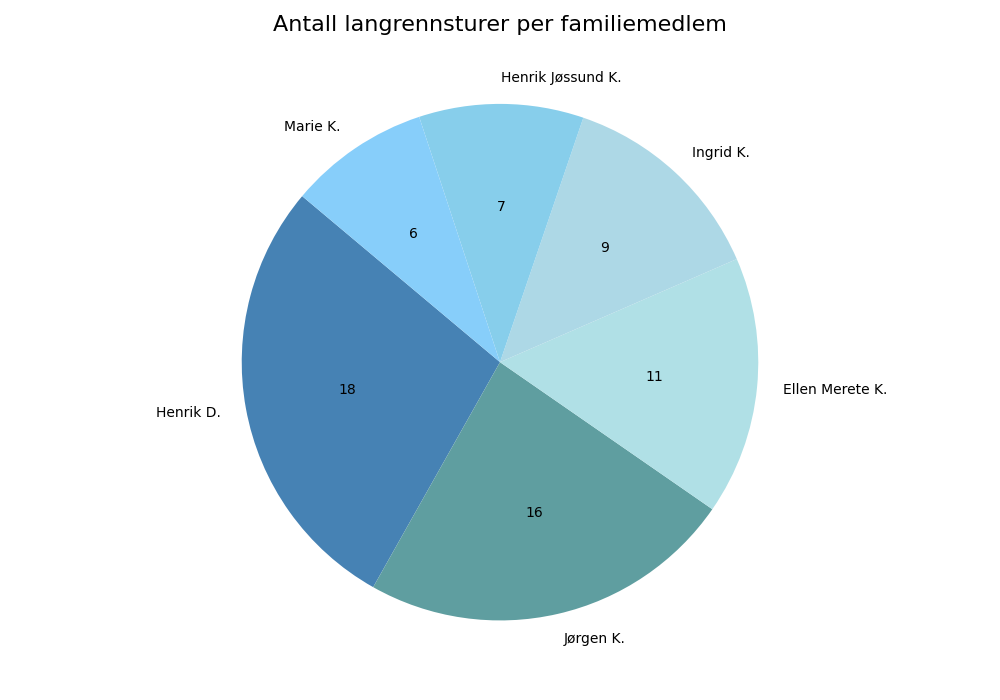 Antall langrennsturer per familiemedlem
Henrik Jøssund K.
Marie K.
Ingrid K.
7
6
9
11
18
Ellen Merete K.
Henrik D.
16
Jørgen K.